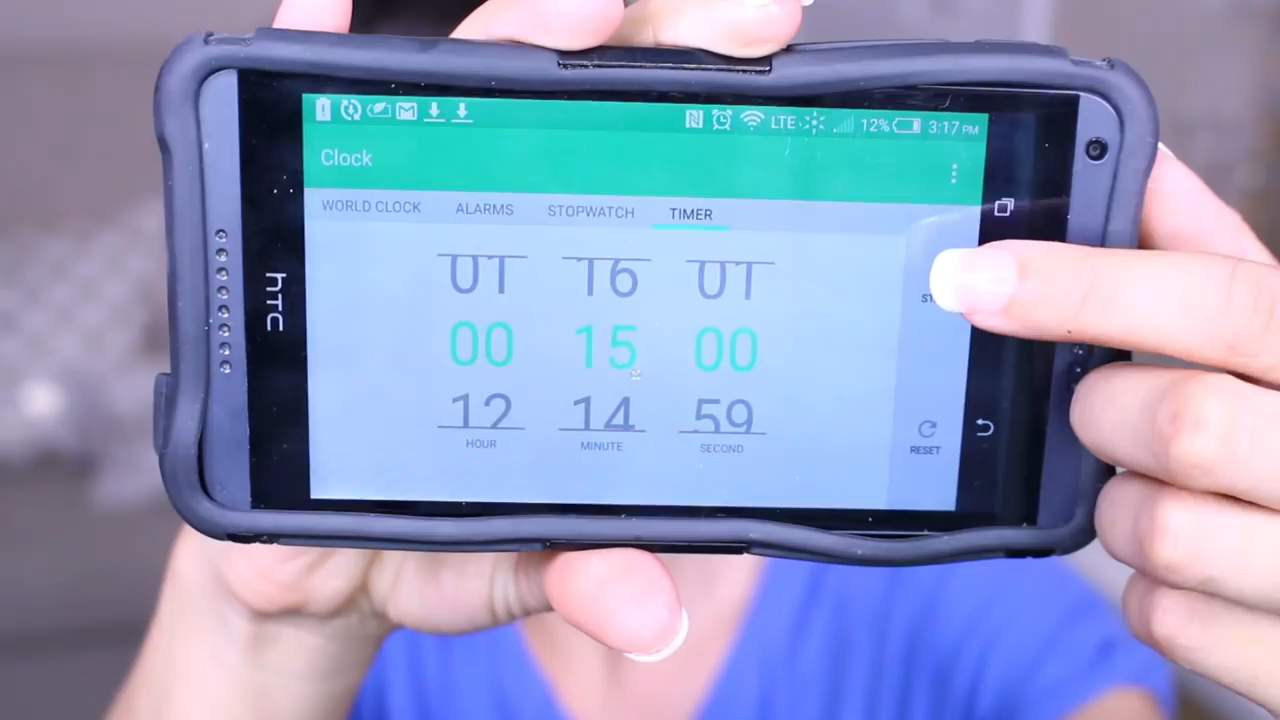 LTE 12% 3:17 PM
Clock
WORLD CLOCK ALARMS STOPWATCH TIMER
01 16 01
00 15 00
12 14 59
HOUR MINUTE SECOND
RESET
hTC